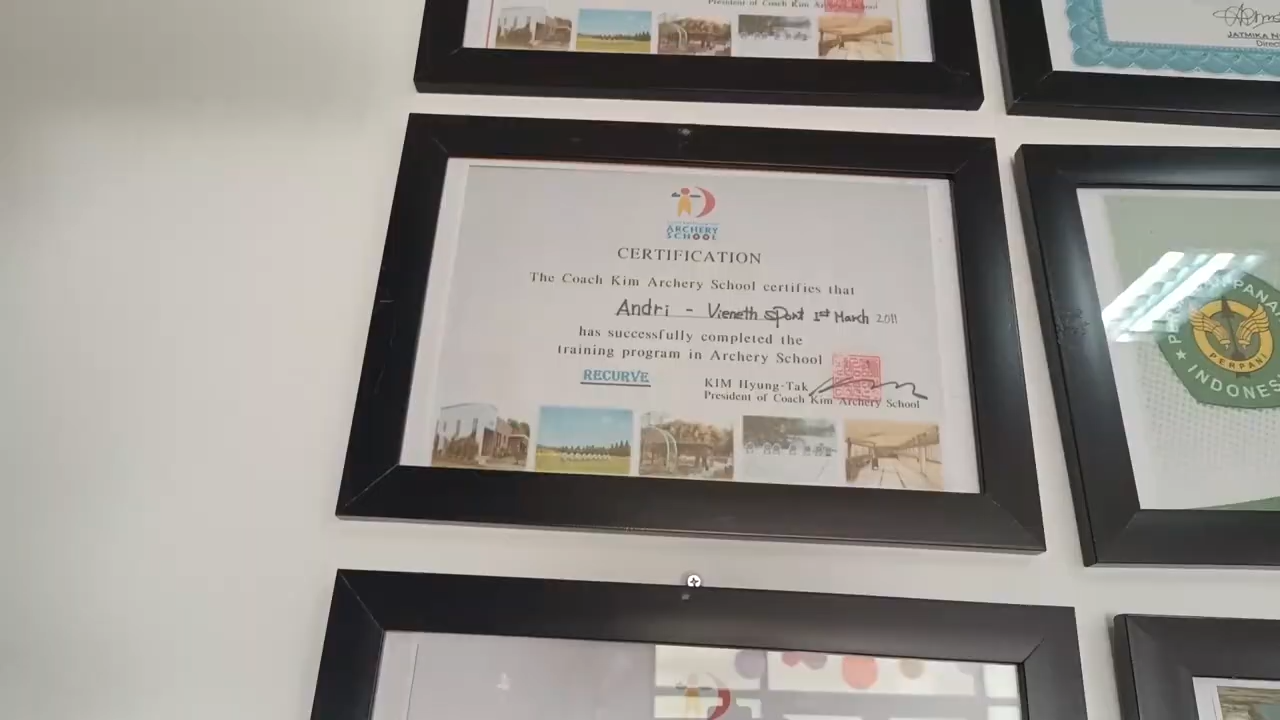 President of Coach Kim Archery School
JATMIKA
ARCHERY
SCHOOL
CERTIFICATION
The Coach Kim Archery School certifies that
Andri - Vieneth sport 1st March 2011
has successfully completed the
training program in Archery School
RECURVE
KIM Hyung-Tak
President of Coach Kim Archery School
PERPANI
INDONES